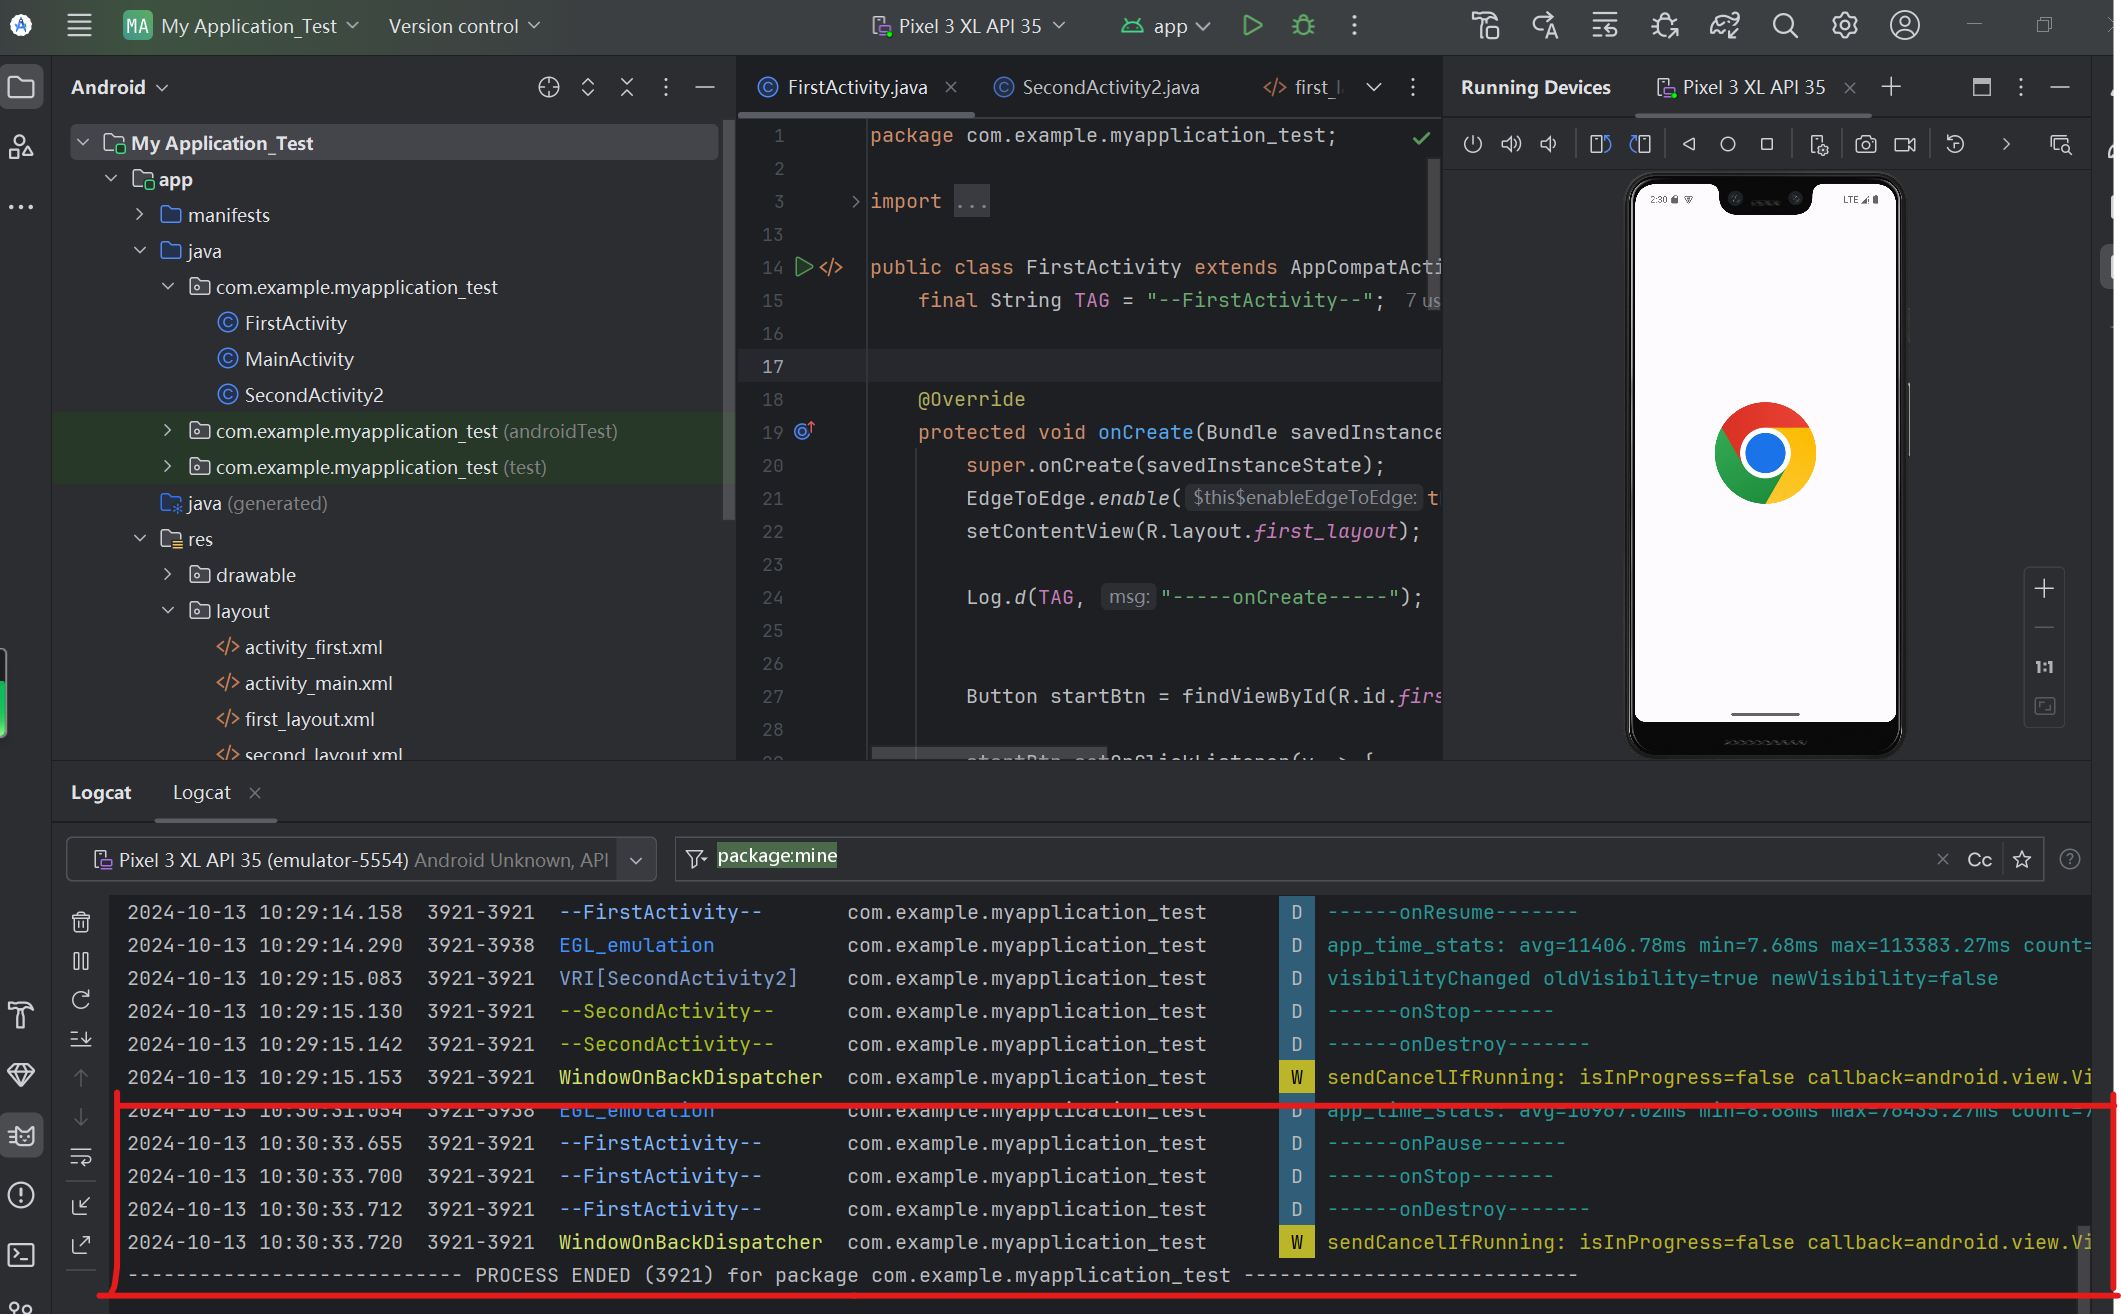 MA My Application_Test Version control Pixel 3 XL API 35 app
Android
FirstActivity.java SecondActivity2.java first_l
Running Devices Pixel 3 XL API 35
My Application_Test
app
manifests
java
com.example.myapplication_test
FirstActivity
MainActivity
SecondActivity2
com.example.myapplication_test (androidTest)
com.example.myapplication_test (test)
java (generated)
res
drawable
layout
activity_first.xml
activity_main.xml
first_layout.xml
second_layout.xml
1 package com.example.myapplication_test;
2
3 import ...
13
14 public class FirstActivity extends AppCompatActi
15 final String TAG = "--FirstActivity--"; 7 us
16
17
18 @Override
19 protected void onCreate(Bundle savedInstance
20 super.onCreate(savedInstanceState);
21 EdgeToEdge.enable( $this$enableEdgeToEdge: t
22 setContentView(R.layout.first_layout);
23
24 Log.d(TAG, msg: "-----onCreate-----");
25
26
27 Button startBtn = findViewById(R.id.firs
28
startBtn.setOnClickListener(v -> {
2:30 LTE
1:1
Logcat Logcat
Pixel 3 XL API 35 (emulator-5554) Android Unknown, API
package:mine
Cc
2024-10-13 10:29:14.158 3921-3921 --FirstActivity-- com.example.myapplication_test D ------onResume-------
2024-10-13 10:29:14.290 3921-3938 EGL_emulation com.example.myapplication_test D app_time_stats: avg=11406.78ms min=7.68ms max=113383.27ms count=
2024-10-13 10:29:15.083 3921-3921 VRI[SecondActivity2] com.example.myapplication_test D visibilityChanged oldVisibility=true newVisibility=false
2024-10-13 10:29:15.130 3921-3921 --SecondActivity-- com.example.myapplication_test D ------onStop-------
2024-10-13 10:29:15.142 3921-3921 --SecondActivity-- com.example.myapplication_test D ------onDestroy-------
2024-10-13 10:29:15.153 3921-3921 WindowOnBackDispatcher com.example.myapplication_test W sendCancelIfRunning: isInProgress=false callback=android.view.Vi
2024-10-13 10:30:31.054 3921-3938 EGL_emulation com.example.myapplication_test D app_time_stats: avg=10967.02ms min=8.68ms max=76435.27ms count=7
2024-10-13 10:30:33.655 3921-3921 --FirstActivity-- com.example.myapplication_test D ------onPause-------
2024-10-13 10:30:33.700 3921-3921 --FirstActivity-- com.example.myapplication_test D ------onStop-------
2024-10-13 10:30:33.712 3921-3921 --FirstActivity-- com.example.myapplication_test D ------onDestroy-------
2024-10-13 10:30:33.720 3921-3921 WindowOnBackDispatcher com.example.myapplication_test W sendCancelIfRunning: isInProgress=false callback=android.view.Vi
---------------------------- PROCESS ENDED (3921) for package com.example.myapplication_test ----------------------------